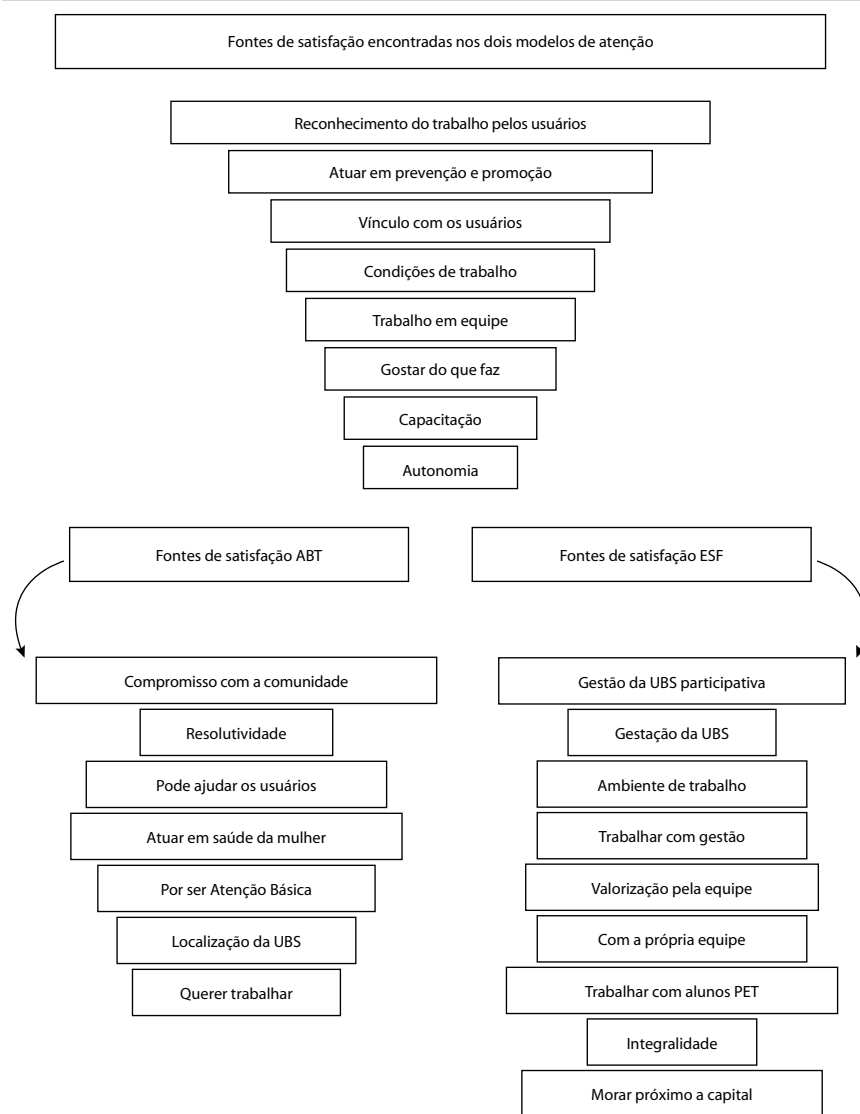 Fontes de satisfação encontradas nos dois modelos de atenção
Reconhecimento do trabalho pelos usuários
Atuar em prevenção e promoção
Vínculo com os usuários
Condições de trabalho
Trabalho em equipe
Gostar do que faz
Capacitação
Autonomia
Fontes de satisfação ABT
Compromisso com a comunidade
Resolutividade
Pode ajudar os usuários
Atuar em saúde da mulher
Por ser Atenção Básica
Localização da UBS
Querer trabalhar
Fontes de satisfação ESF
Gestão da UBS participativa
Gestação da UBS
Ambiente de trabalho
Trabalhar com gestão
Valorização pela equipe
Com a própria equipe
Trabalhar com alunos PET
Integralidade
Morar próximo a capital